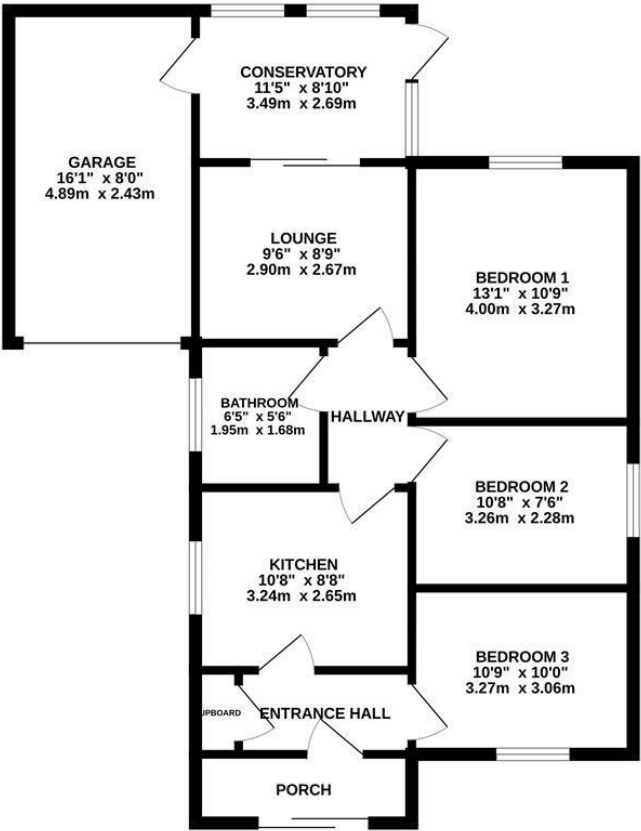 CONSERVATORY
11'5" x 8'10"
3.49m x 2.69m
GARAGE
16'1" x 8'0"
4.89m x 2.43m
LOUNGE
9'6" x 8'9"
2.90m x 2.67m
BEDROOM 1
13'1" x 10'9"
4.00m x 3.27m
BATHROOM
6'5" x 5'6"
1.95m x 1.68m
HALLWAY
BEDROOM 2
10'8" x 7'6"
3.26m x 2.28m
KITCHEN
10'8" x 8'8"
3.24m x 2.65m
BEDROOM 3
10'9" x 10'0"
3.27m x 3.06m
UPBOARD
ENTRANCE HALL
PORCH